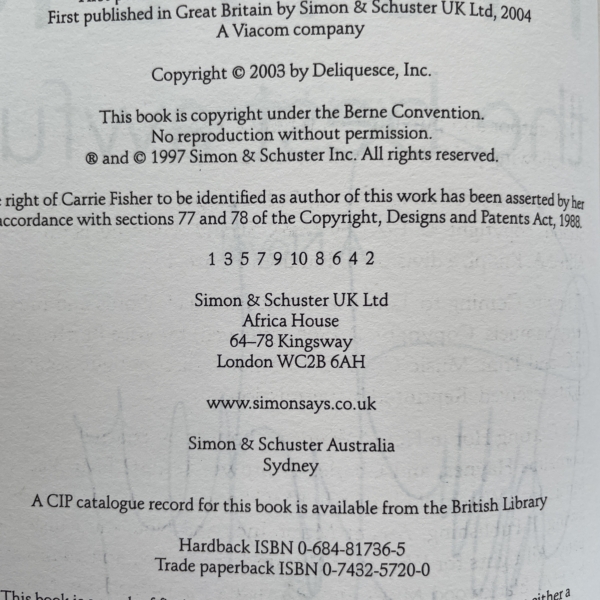 First published in Great Britain by Simon & Schuster UK Ltd, 2004
A Viacom company
Copyright © 2003 by Deliquesce, Inc.
This book is copyright under the Berne Convention.
No reproduction without permission.
® and © 1997 Simon & Schuster Inc. All rights reserved.
right of Carrie Fisher to be identified as author of this work has been asserted by her
accordance with sections 77 and 78 of the Copyright, Designs and Patents Act, 1988.
1 3 5 7 9 10 8 6 4 2
Simon & Schuster UK Ltd
Africa House
64–78 Kingsway
London WC2B 6AH
www.simonsays.co.uk
Simon & Schuster Australia
Sydney
A CIP catalogue record for this book is available from the British Library
Hardback ISBN 0-684-81736-5
Trade paperback ISBN 0-7432-5720-0
This book is
either a